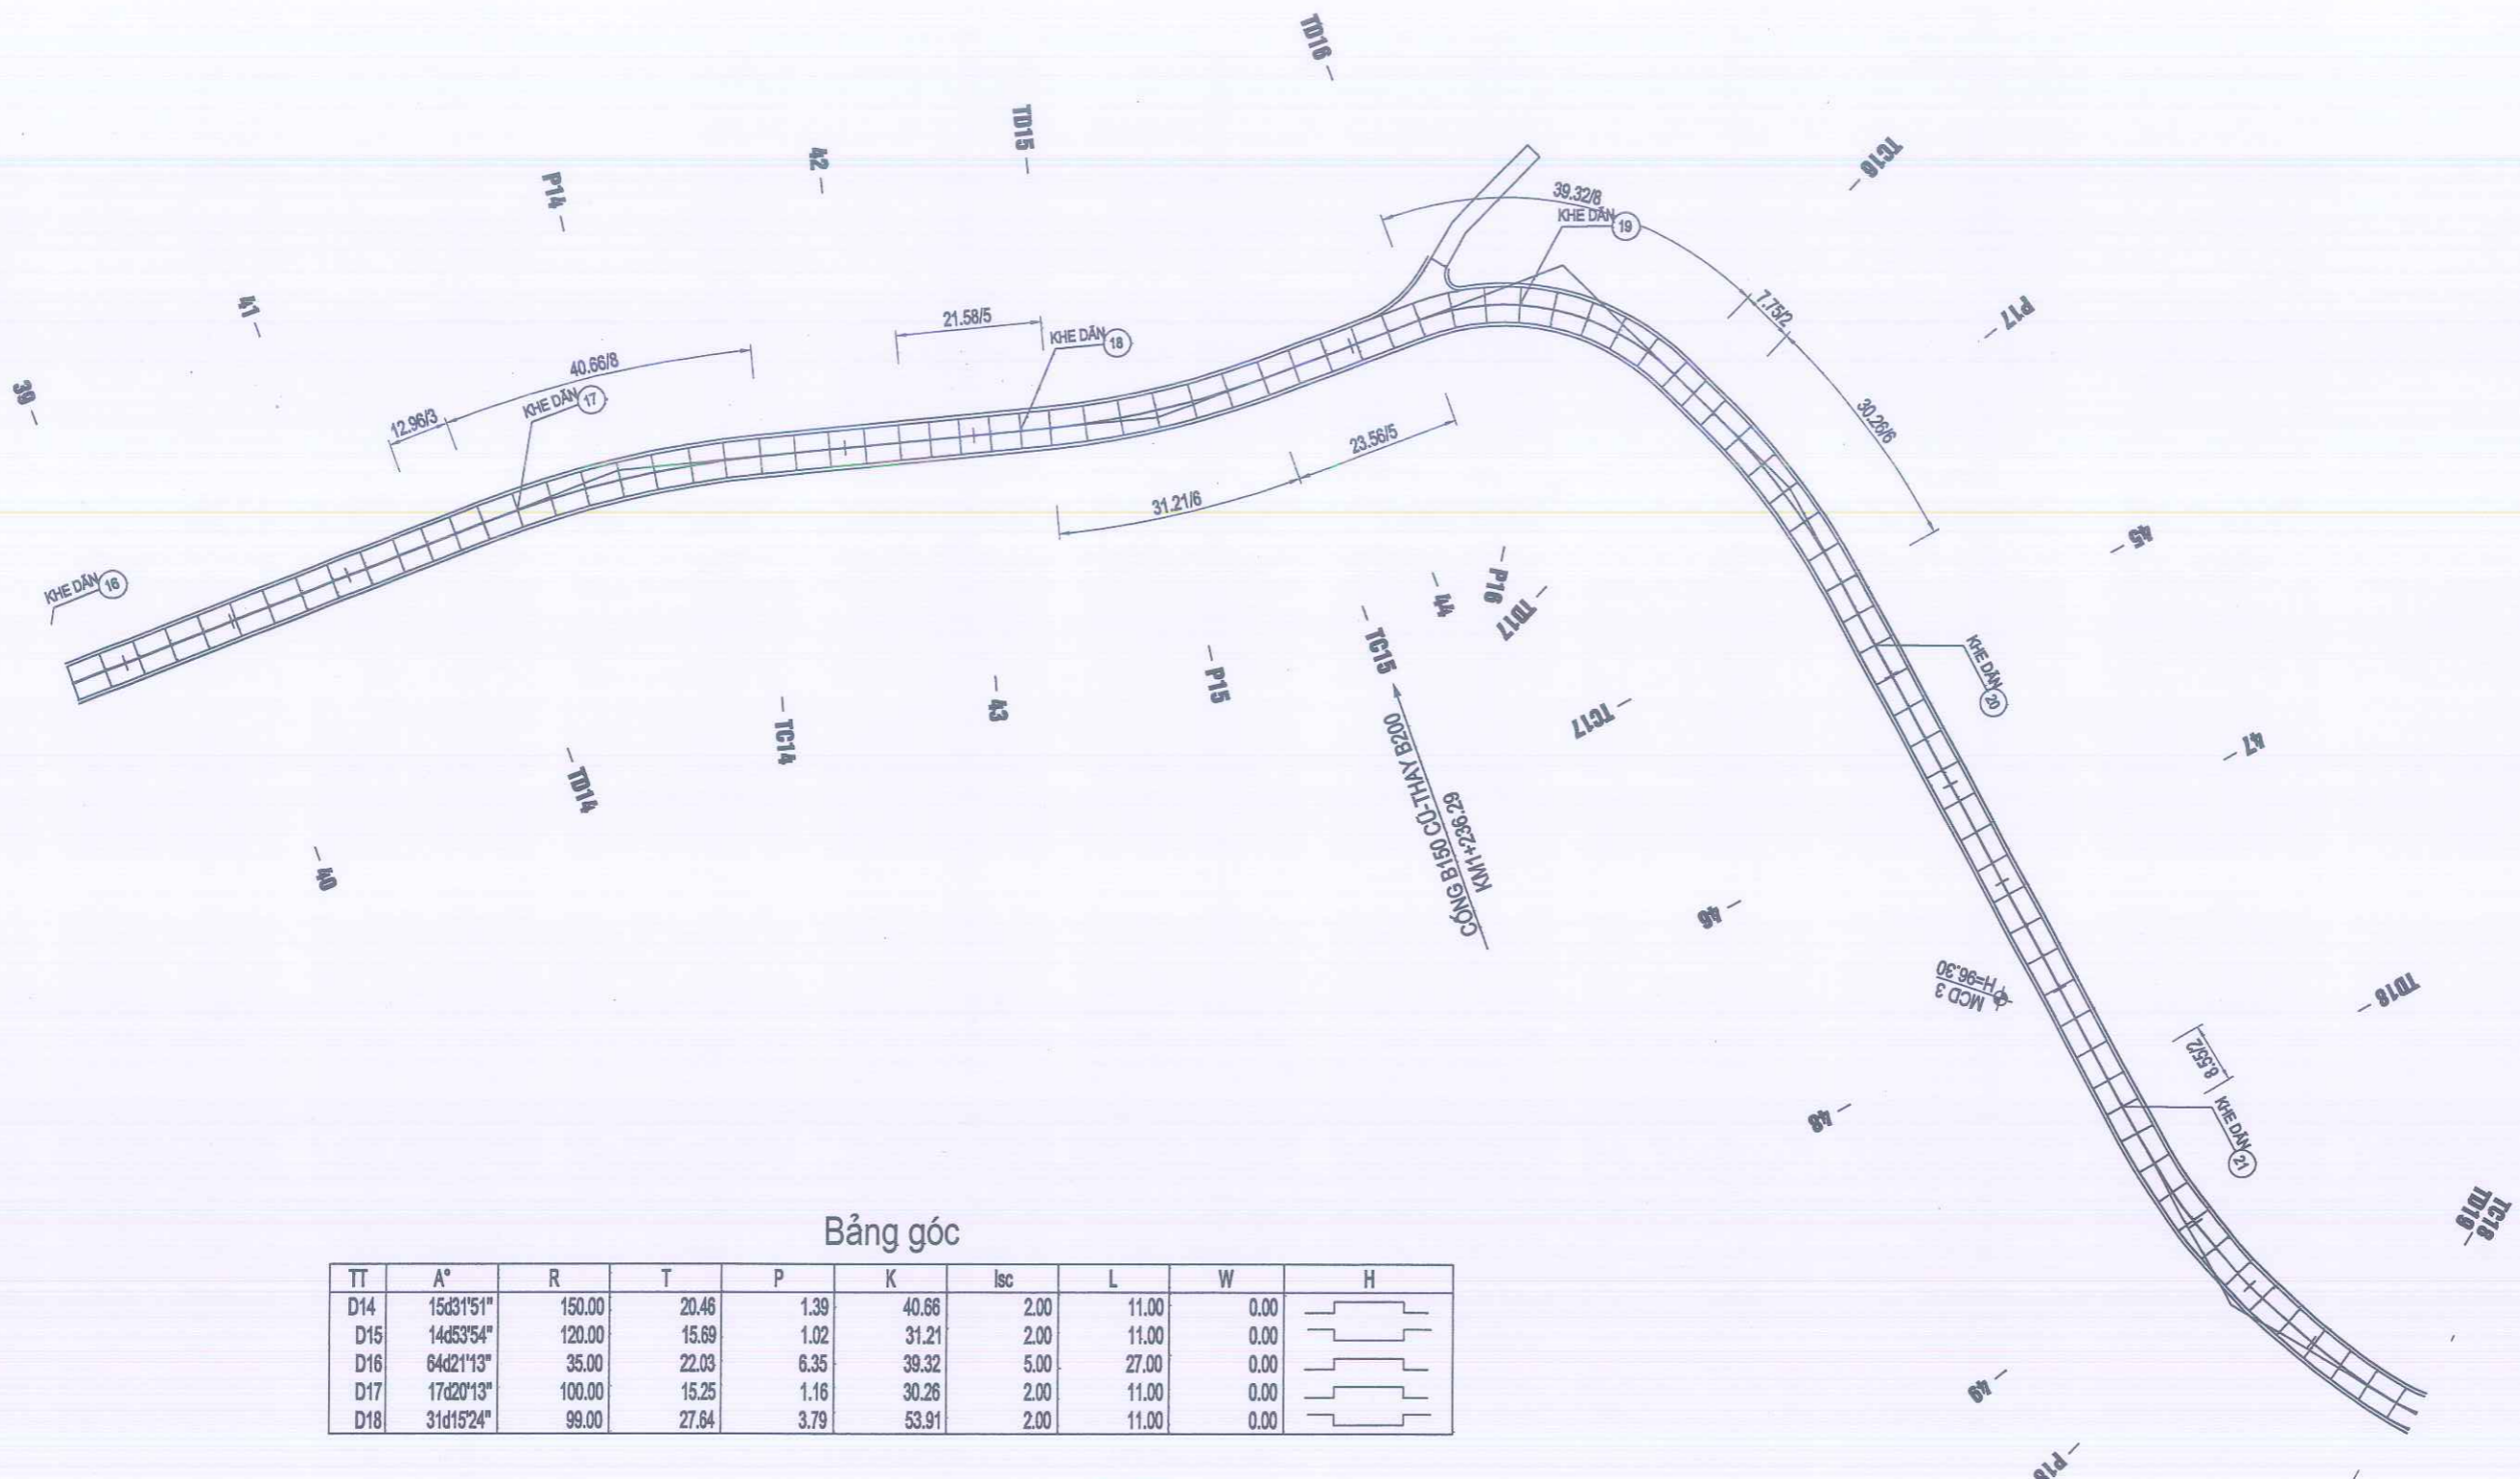 TD16
TD15
42
P14
TC16
39.32/8
KHE DÃN 19
41
P17
7.75/2
21.58/5
KHE DÃN 18
40.66/8
39
KHE DÃN 17
12.96/3
30.26/6
23.56/5
31.21/6
45
KHE DÃN 16
P16
44
TD17
TC15
KHE DÃN 20
P15
43
TC14
TC17
47
TD14
CỐNG B150 CŨ-THAY B200
KM1+236.29
40
46
MCD 3
H=96.30
TD18
8.55/2
48
KHE DÃN 21
TC18
TD19
49
P18
Bảng góc
TT A° R T P K Isc L W H
D14 15d31'51" 150.00 20.46 1.39 40.66 2.00 11.00 0.00
D15 14d53'54" 120.00 15.69 1.02 31.21 2.00 11.00 0.00
D16 64d21'13" 35.00 22.03 6.35 39.32 5.00 27.00 0.00
D17 17d20'13" 100.00 15.25 1.16 30.26 2.00 11.00 0.00
D18 31d15'24" 99.00 27.64 3.79 53.91 2.00 11.00 0.00